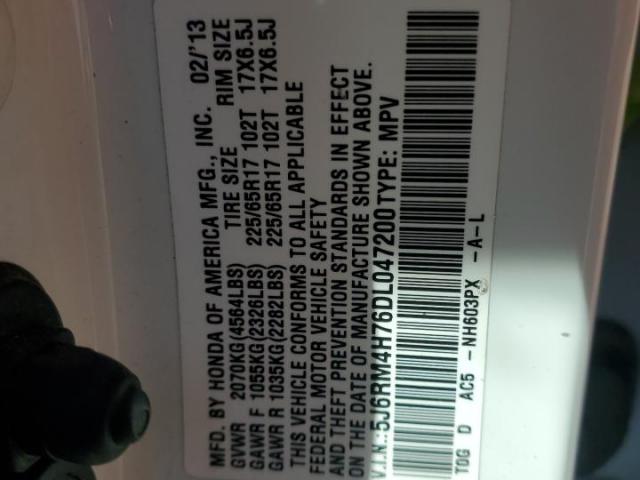 MFD. BY HONDA OF AMERICA MFG., INC. 02/'13
TIRE SIZE RIM SIZE
GVWR 2070KG(4564LBS)
GAWR F 1055KG(2326LBS) 225/65R17 102T 17X6.5J
GAWR R 1035KG(2282LBS) 225/65R17 102T 17X6.5J
THIS VEHICLE CONFORMS TO ALL APPLICABLE
FEDERAL MOTOR VEHICLE SAFETY
AND THEFT PREVENTION STANDARDS IN EFFECT
ON THE DATE OF MANUFACTURE SHOWN ABOVE.
V.I.N.:5J6RM4H76DL047200 TYPE: MPV
T0G D AC5 -NH603PX -A-L